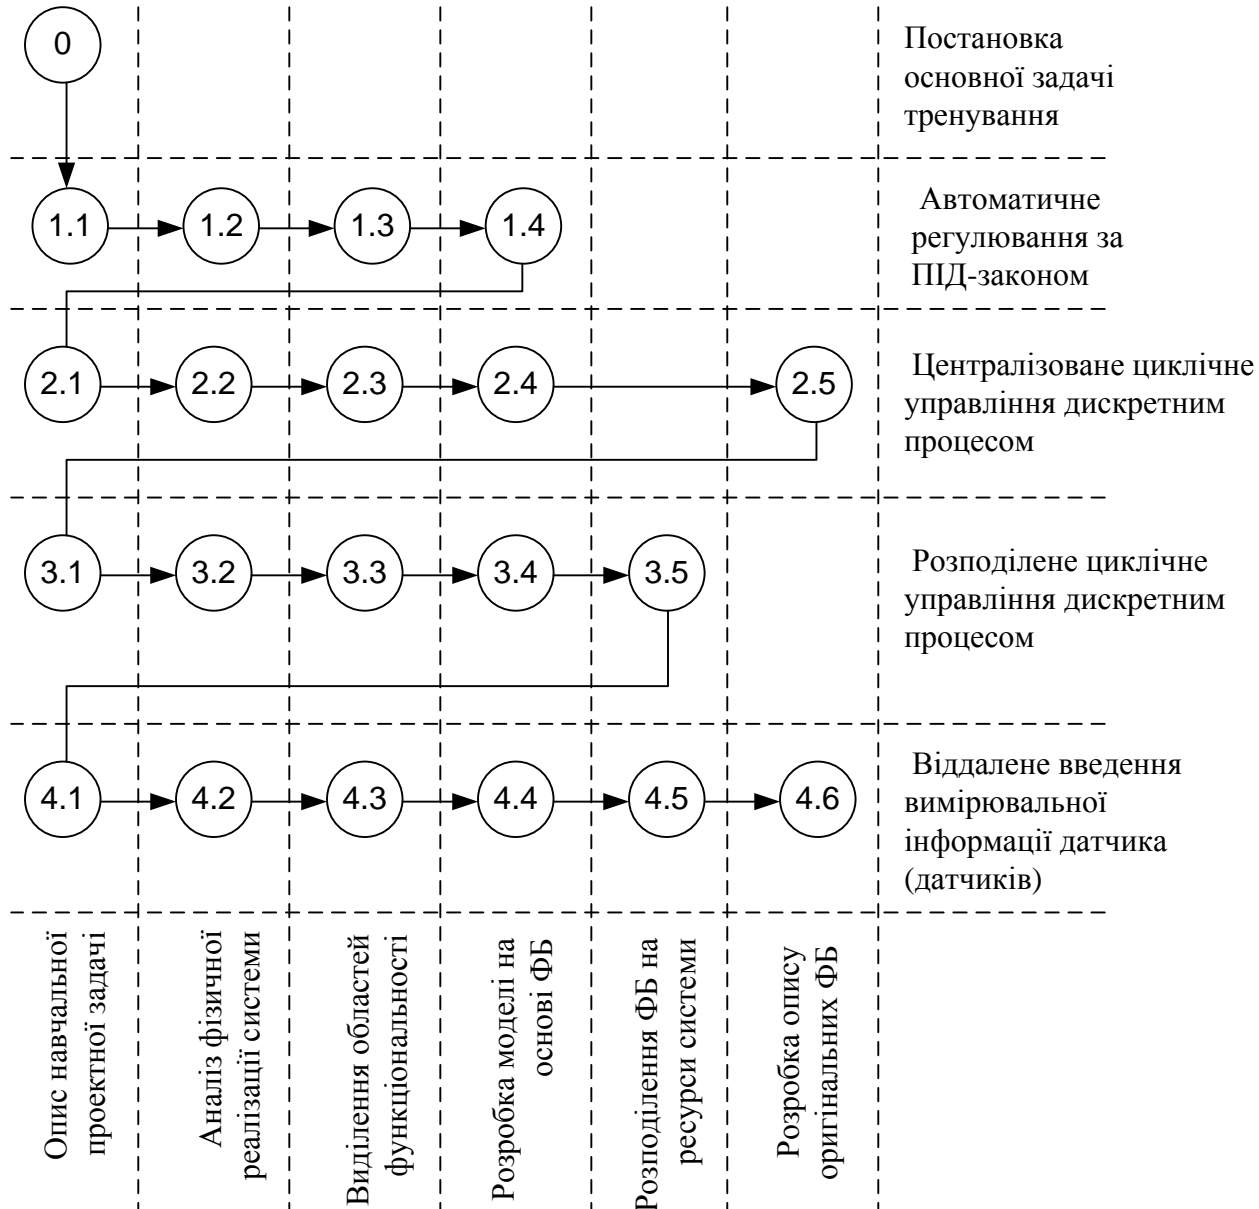 0
Постановка
основної задачі
тренування
1.1
1.2
1.3
1.4
Автоматичне
регулювання за
ПІД-законом
2.1
2.2
2.3
2.4
2.5
Централізоване циклічне
управління дискретним
процесом
3.1
3.2
3.3
3.4
3.5
Розподілене циклічне
управління дискретним
процесом
4.1
4.2
4.3
4.4
4.5
4.6
Віддалене введення
вимірювальної
інформації датчика
(датчиків)
Опис навчальної
проектної задачі
Аналіз фізичної
реалізації системи
Виділення областей
функціональності
Розробка моделі на
основі ФБ
Розподілення ФБ на
ресурси системи
Розробка опису
оригінальних ФБ